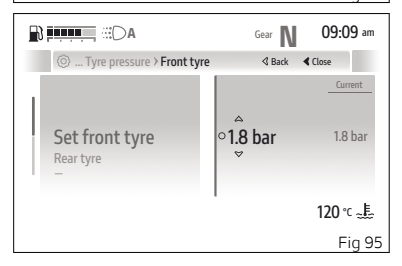 A Gear N 09:09 am
... Tyre pressure > Front tyre Back Close
Current
Set front tyre 1.8 bar 1.8 bar
Rear tyre
—
120 °C
Fig 95